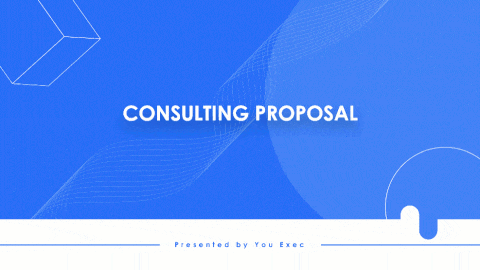 CONSULTING PROPOSAL
Presented by You Exec